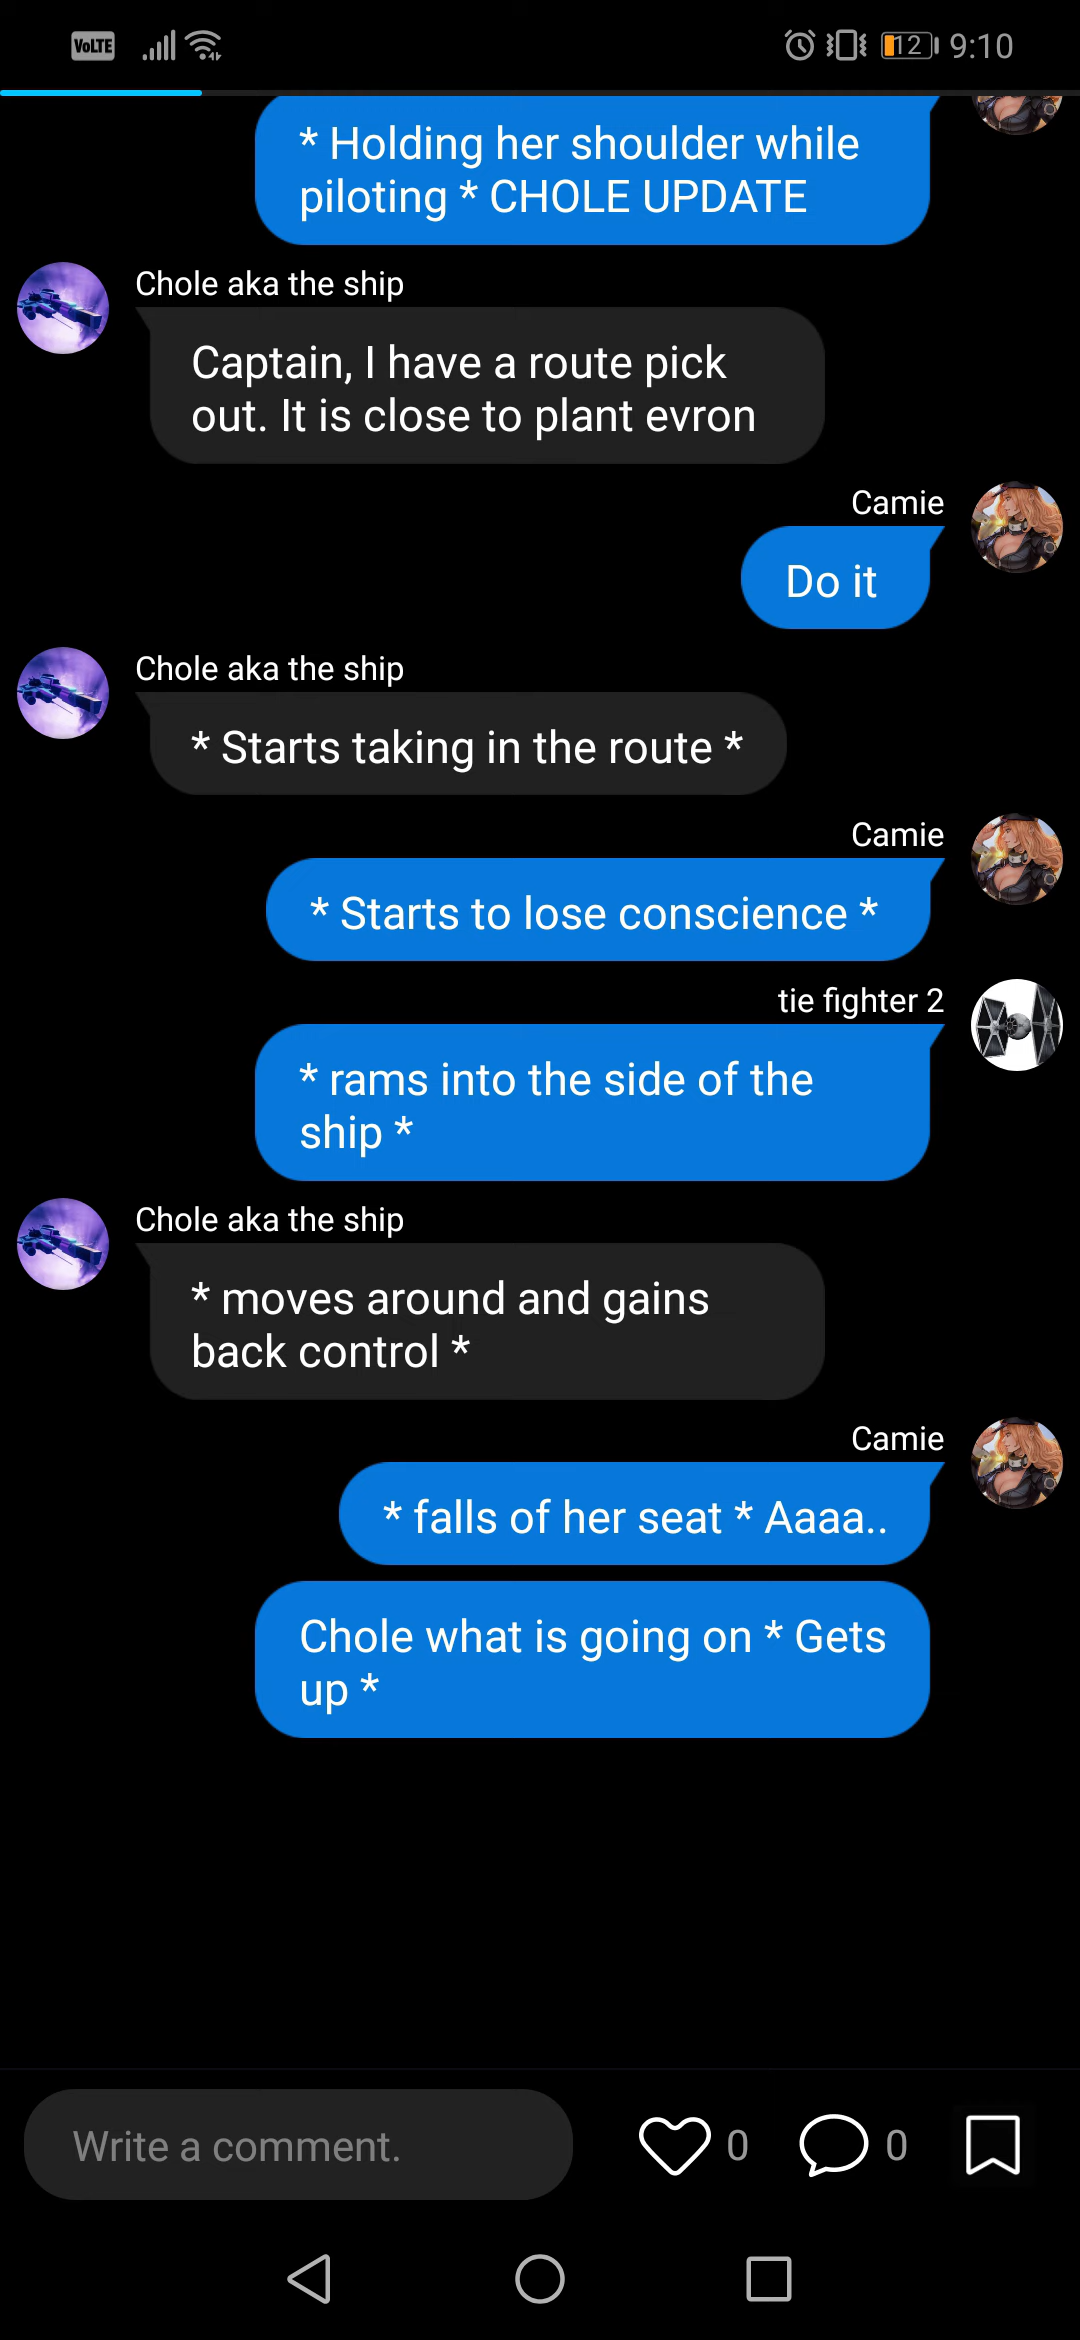 VoLTE 12 9:10
* Holding her shoulder while
piloting * CHOLE UPDATE
Chole aka the ship
Captain, I have a route pick
out. It is close to plant evron
Camie
Do it
Chole aka the ship
* Starts taking in the route *
Camie
* Starts to lose conscience *
tie fighter 2
* rams into the side of the
ship *
Chole aka the ship
* moves around and gains
back control *
Camie
* falls of her seat * Aaaa..
Chole what is going on * Gets
up *
Write a comment. 0 0